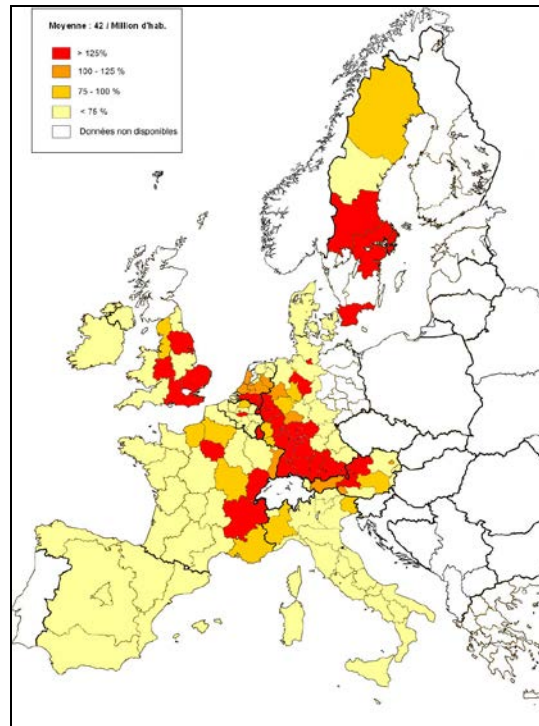 Moyenne : 42 / Million d'hab.
> 125%
100 - 125 %
75 - 100 %
< 75 %
Données non disponibles